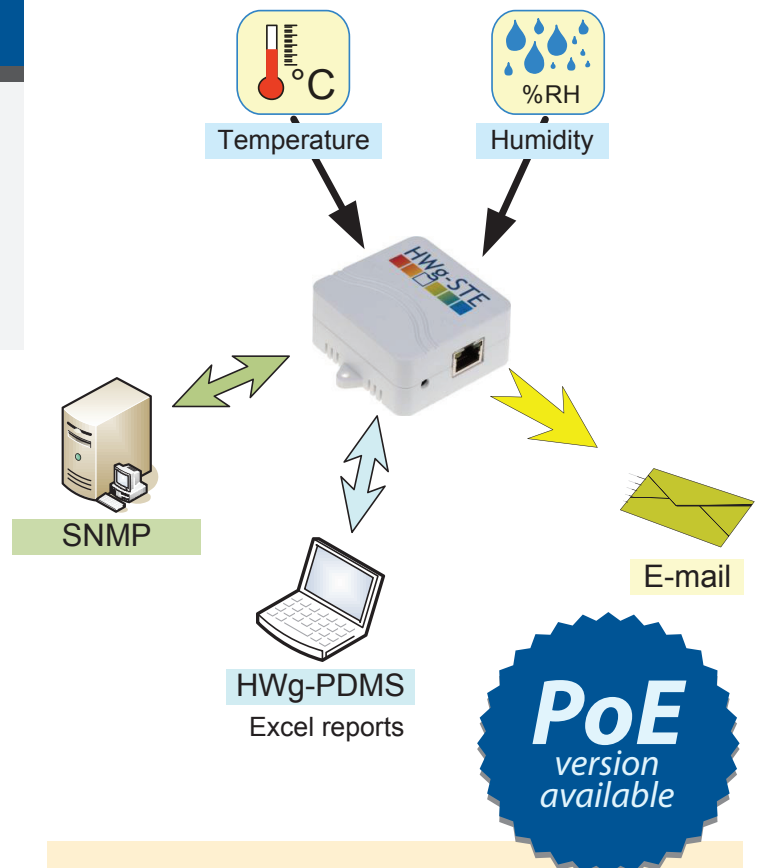 °C
%RH
Temperature
Humidity
HWg-STE
SNMP
E-mail
HWg-PDMS
Excel reports
PoE
version
available